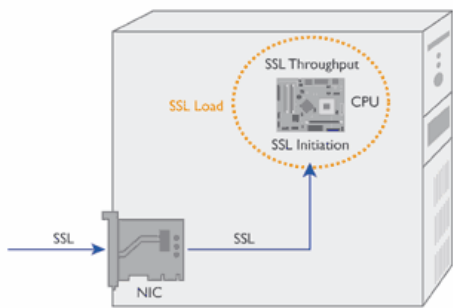 SSL Throughput
SSL Load
CPU
SSL Initiation
SSL
SSL
NIC